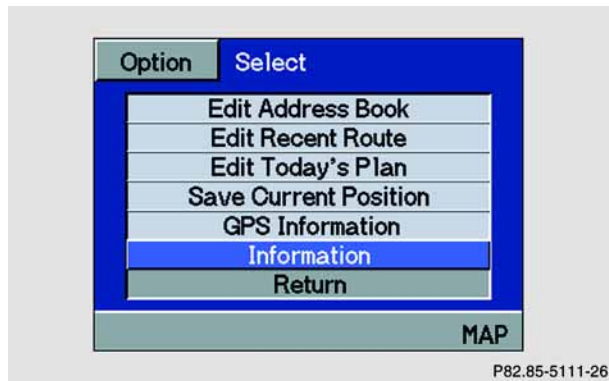 Option Select
Edit Address Book
Edit Recent Route
Edit Today's Plan
Save Current Position
GPS Information
Information
Return
MAP
P82.85-5111-26